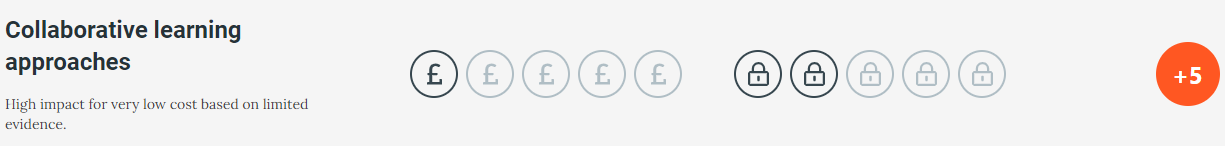 Collaborative learning
approaches
High impact for very low cost based on limited
evidence.
£ £ £ £ £
+5